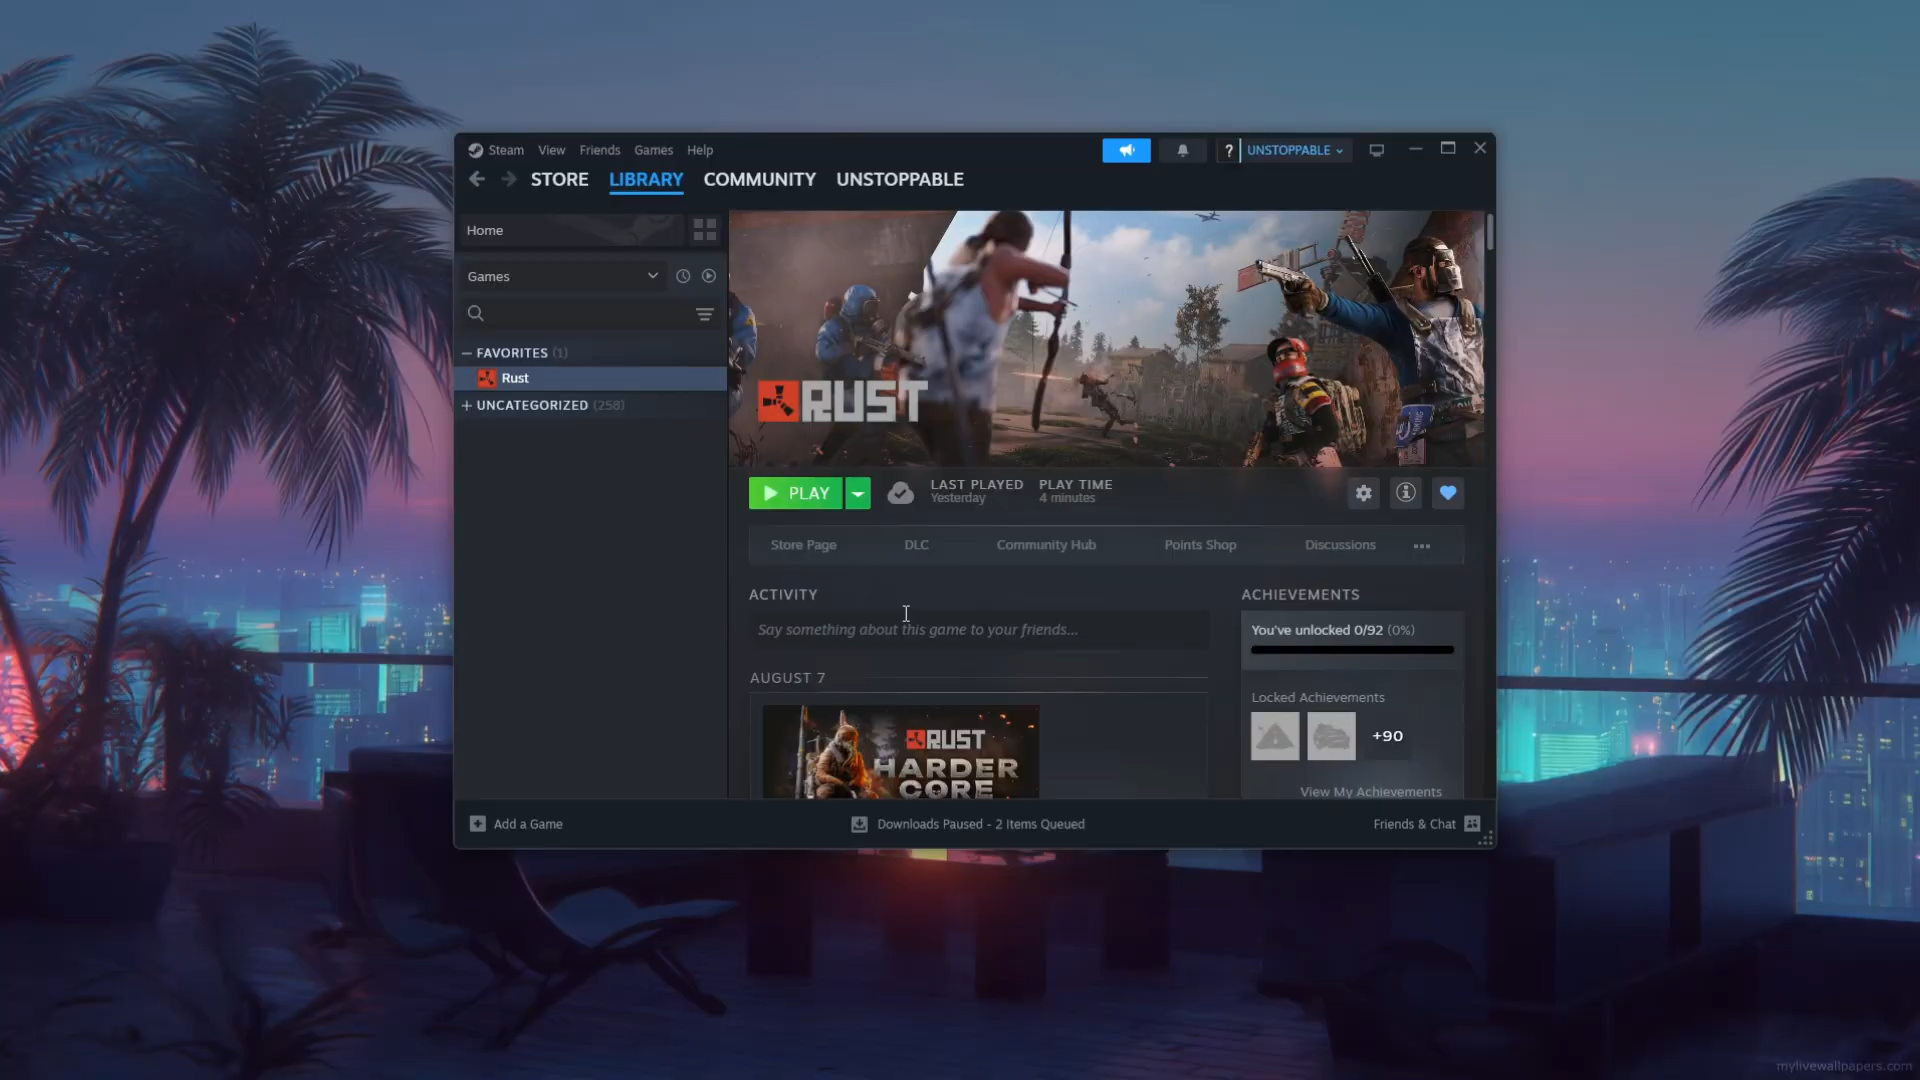 Steam View Friends Games Help
? UNSTOPPABLE
STORE LIBRARY COMMUNITY UNSTOPPABLE
Home
Games
FAVORITES (1)
Rust
UNCATEGORIZED (258)
RUST
PLAY
LAST PLAYED
Yesterday
PLAY TIME
4 minutes
Store Page DLC Community Hub Points Shop Discussions
ACTIVITY
Say something about this game to your friends...
AUGUST 7
RUST
HARDER
CORE
ACHIEVEMENTS
You've unlocked 0/92 (0%)
Locked Achievements
+90
View My Achievements
Add a Game
Downloads Paused - 2 Items Queued
Friends & Chat
mylivewallpapers.com